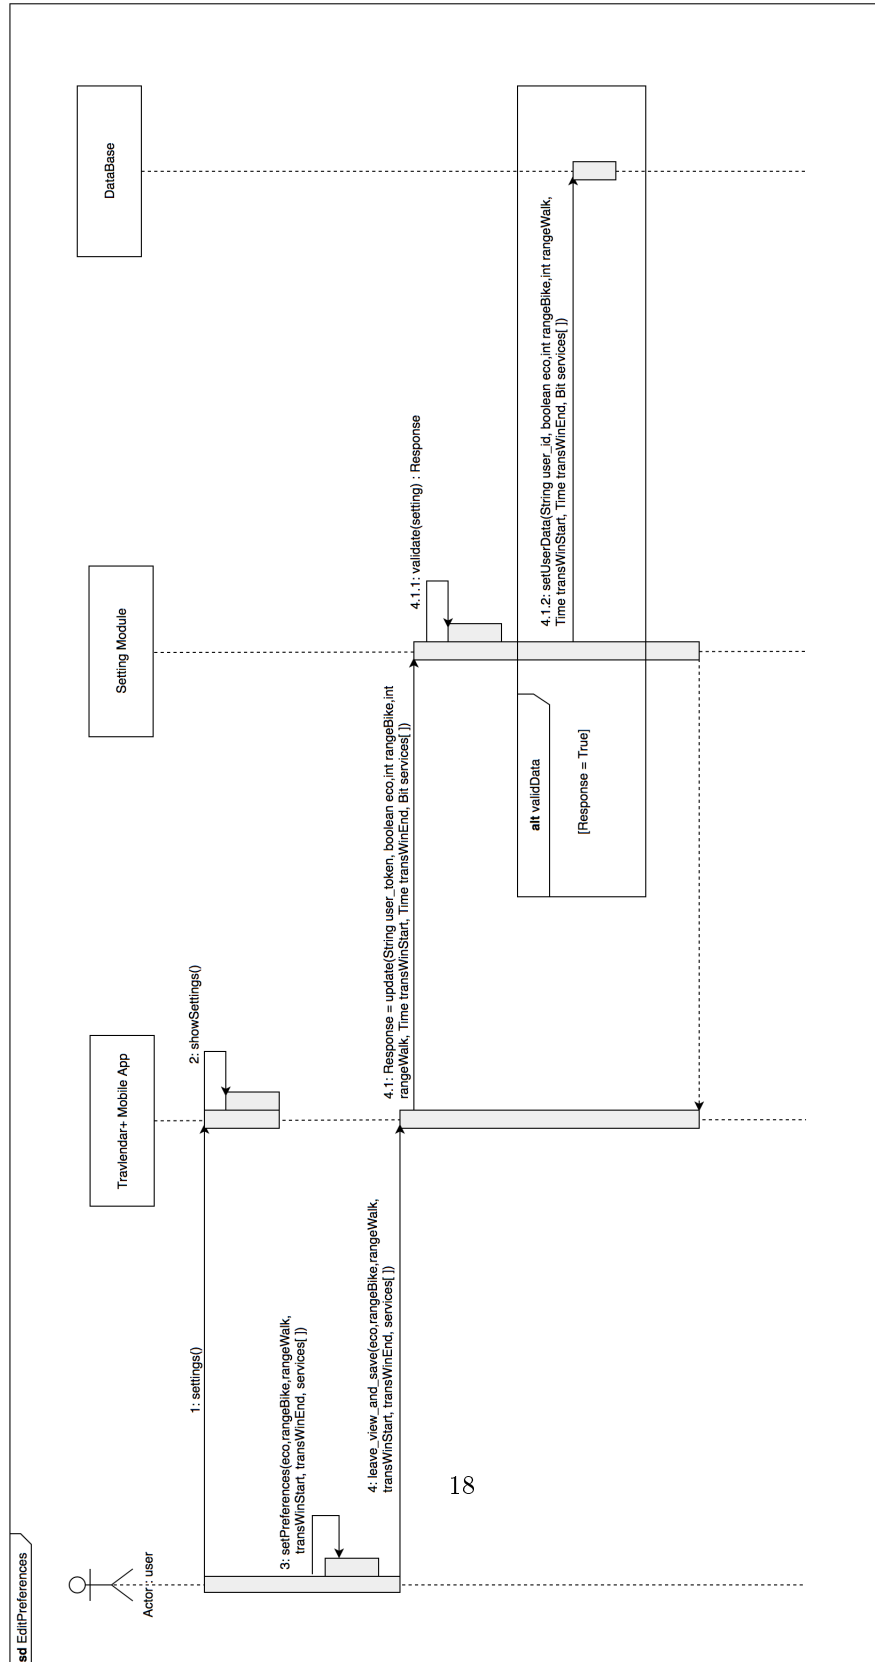 sd EditPreferences
Actor : user
Travlendar+ Mobile App
Setting Module
DataBase
1: settings()
2: showSettings()
3: setPreferences(eco,rangeBike,rangeWalk,
transWinStart, transWinEnd, services[ ])
4: leave_view_and_save(eco,rangeBike,rangeWalk,
transWinStart, transWinEnd, services[ ])
4.1: Response = update(String user_token, boolean eco,int rangeBike,int
rangeWalk, Time transWinStart, Time transWinEnd, Bit services[ ])
4.1.1: validate(setting) : Response
alt validData
[Response = True]
4.1.2: setUserData(String user_id, boolean eco,int rangeBike,int rangeWalk,
Time transWinStart, Time transWinEnd, Bit services[ ])
18